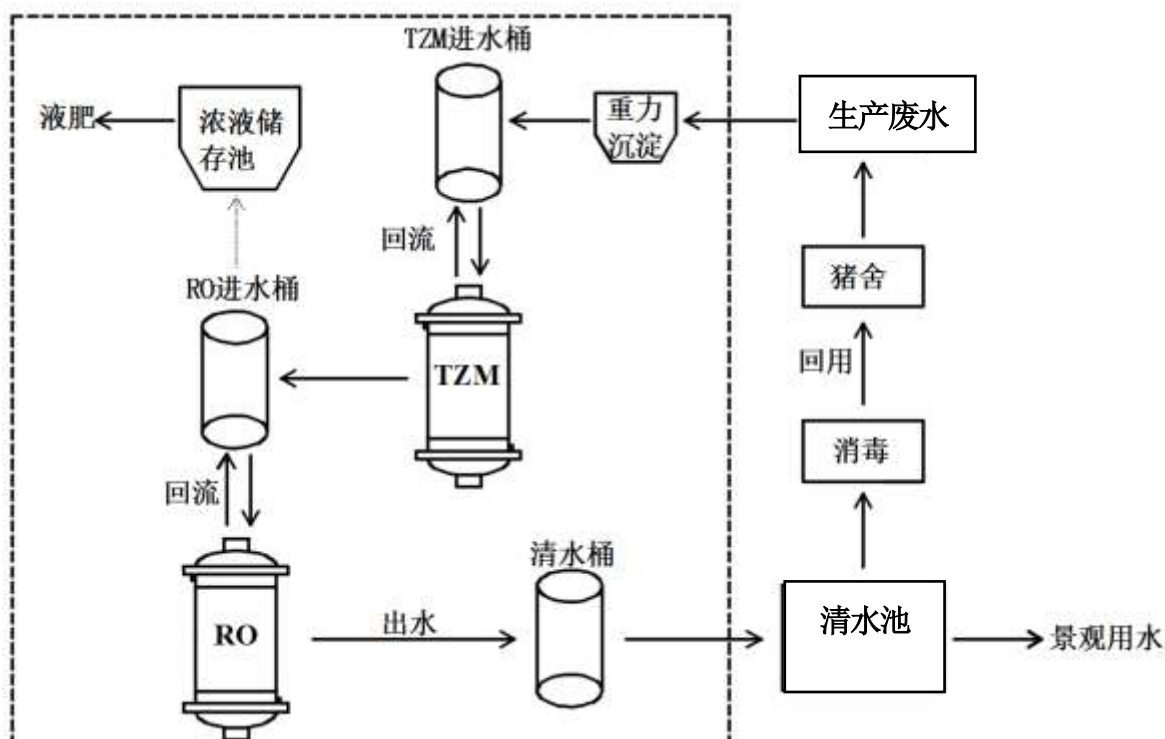 TZM进水桶
液肥
浓液储
存池
重力
沉淀
生产废水
回流
猪舍
RO进水桶
TZM
回用
消毒
回流
清水桶
RO
出水
清水池
景观用水